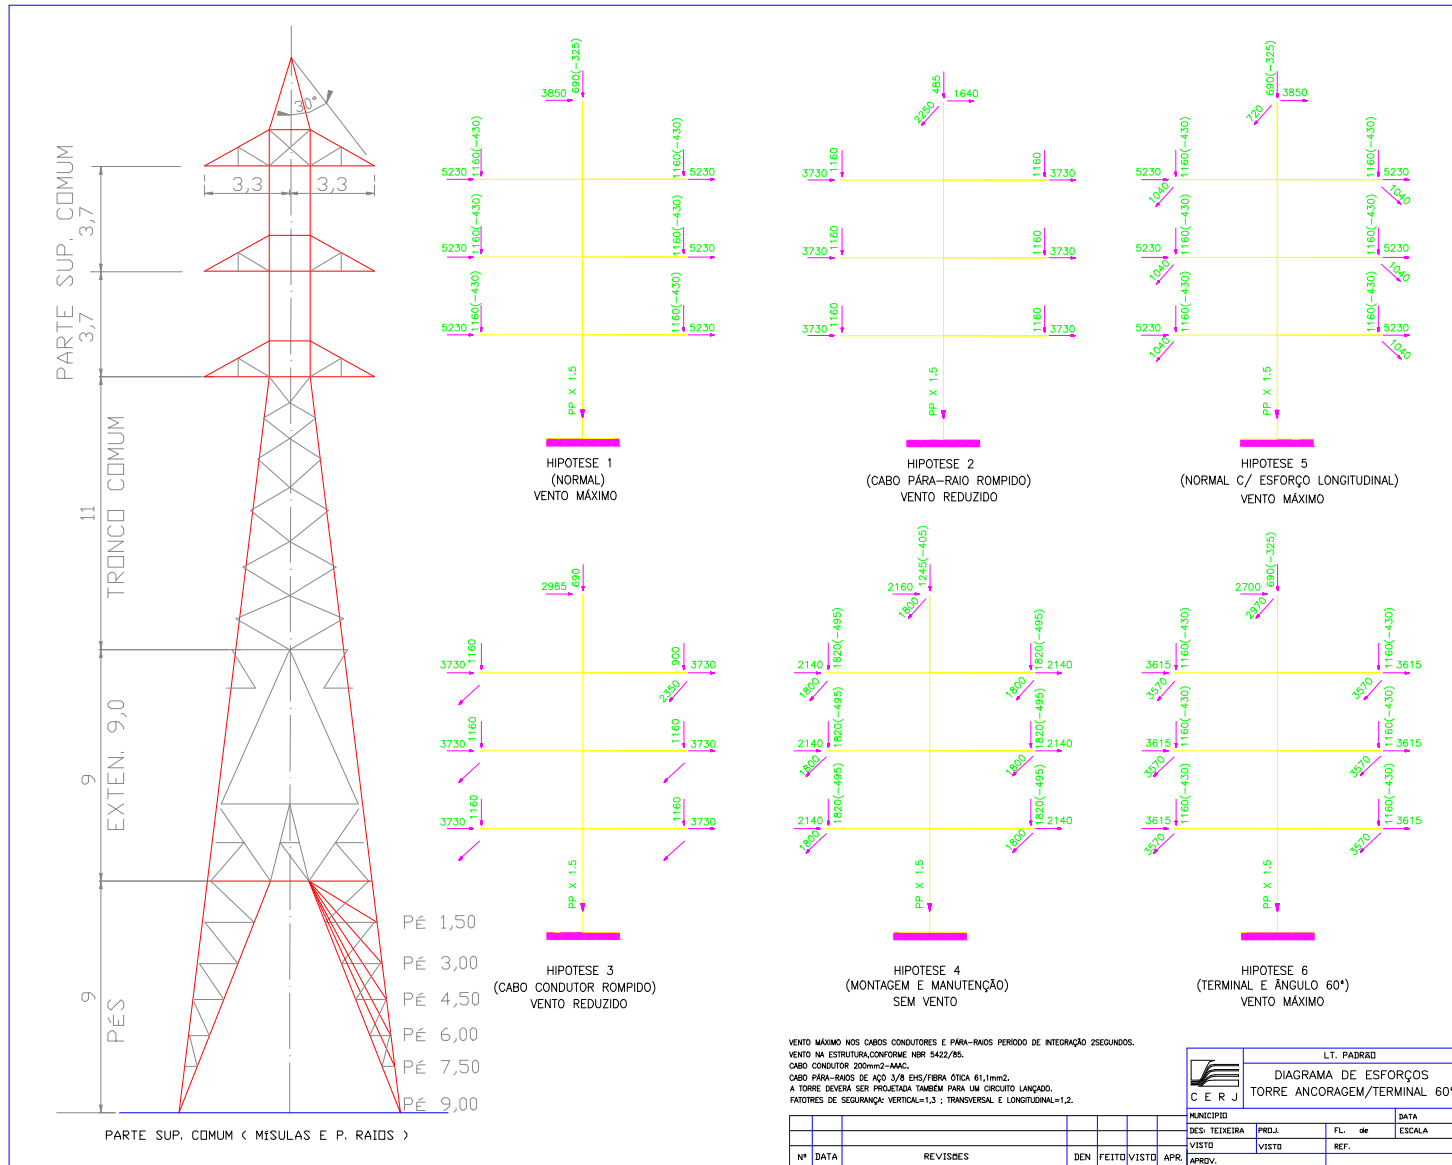 30°
3,3
3,3
PARTE SUP. COMUM
3,7
3,7
11
TRONCO COMUM
9
EXTEN. 9,0
9
PÉS
PÉ 1,50
PÉ 3,00
PÉ 4,50
PÉ 6,00
PÉ 7,50
PÉ 9,00
PARTE SUP. COMUM ( MÍSULAS E P. RAIOS )
690(-325)
3850
1160(-430)
1160(-430)
5230
5230
1160(-430)
1160(-430)
5230
5230
1160(-430)
1160(-430)
5230
5230
PP X 1.5
HIPOTESE 1
(NORMAL)
VENTO MÁXIMO
485
1640
2250
1160
1160
3730
3730
1160
1160
3730
3730
1160
1160
3730
3730
PP X 1.5
HIPOTESE 2
(CABO PÁRA-RAIO ROMPIDO)
VENTO REDUZIDO
690(-325)
3850
720
1160(-430)
1160(-430)
5230
5230
1040
1040
1160(-430)
1160(-430)
5230
5230
1040
1040
1160(-430)
1160(-430)
5230
5230
1040
1040
PP X 1.5
HIPOTESE 5
(NORMAL C/ ESFORÇO LONGITUDINAL)
VENTO MÁXIMO
2985
690
1160
900
3730
3730
2350
1160
1160
3730
3730
1160
1160
3730
3730
PP X 1.5
HIPOTESE 3
(CABO CONDUTOR ROMPIDO)
VENTO REDUZIDO
1245(-405)
2160
1800
1820(-495)
1820(-495)
2140
2140
1800
1800
1820(-495)
1820(-495)
2140
2140
1800
1800
1820(-495)
1820(-495)
2140
2140
1800
1800
PP X 1.5
HIPOTESE 4
(MONTAGEM E MANUTENÇÃO)
SEM VENTO
690(-325)
2700
2970
1160(-430)
1160(-430)
3615
3615
3570
3570
1160(-430)
1160(-430)
3615
3615
3570
3570
1160(-430)
1160(-430)
3615
3615
3570
3570
PP X 1.5
HIPOTESE 6
(TERMINAL E ÂNGULO 60°)
VENTO MÁXIMO
VENTO MÁXIMO NOS CABOS CONDUTORES E PÁRA-RAIOS PERÍODO DE INTEGRAÇÃO 2SEGUNDOS.
VENTO NA ESTRUTURA,CONFORME NBR 5422/85.
CABO CONDUTOR 200mm2-AAAC.
CABO PÁRA-RAIOS DE AÇO 3/8 EHS/FIBRA ÓTICA 61,1mm2.
A TORRE DEVERÁ SER PROJETADA TAMBÉM PARA UM CIRCUITO LANÇADO.
FATOTRES DE SEGURANÇA: VERTICAL=1,3 ; TRANSVERSAL E LONGITUDINAL=1,2.
Nº DATA REVISÕES DEN FEITO VISTO APR.
CERJ
LT. PADRÃO
DIAGRAMA DE ESFORÇOS
TORRE ANCORAGEM/TERMINAL 60°
MUNICIPIO DATA
DES: TEIXEIRA PROJ. FL. de ESCALA
VISTO VISTO REF.
APROV.